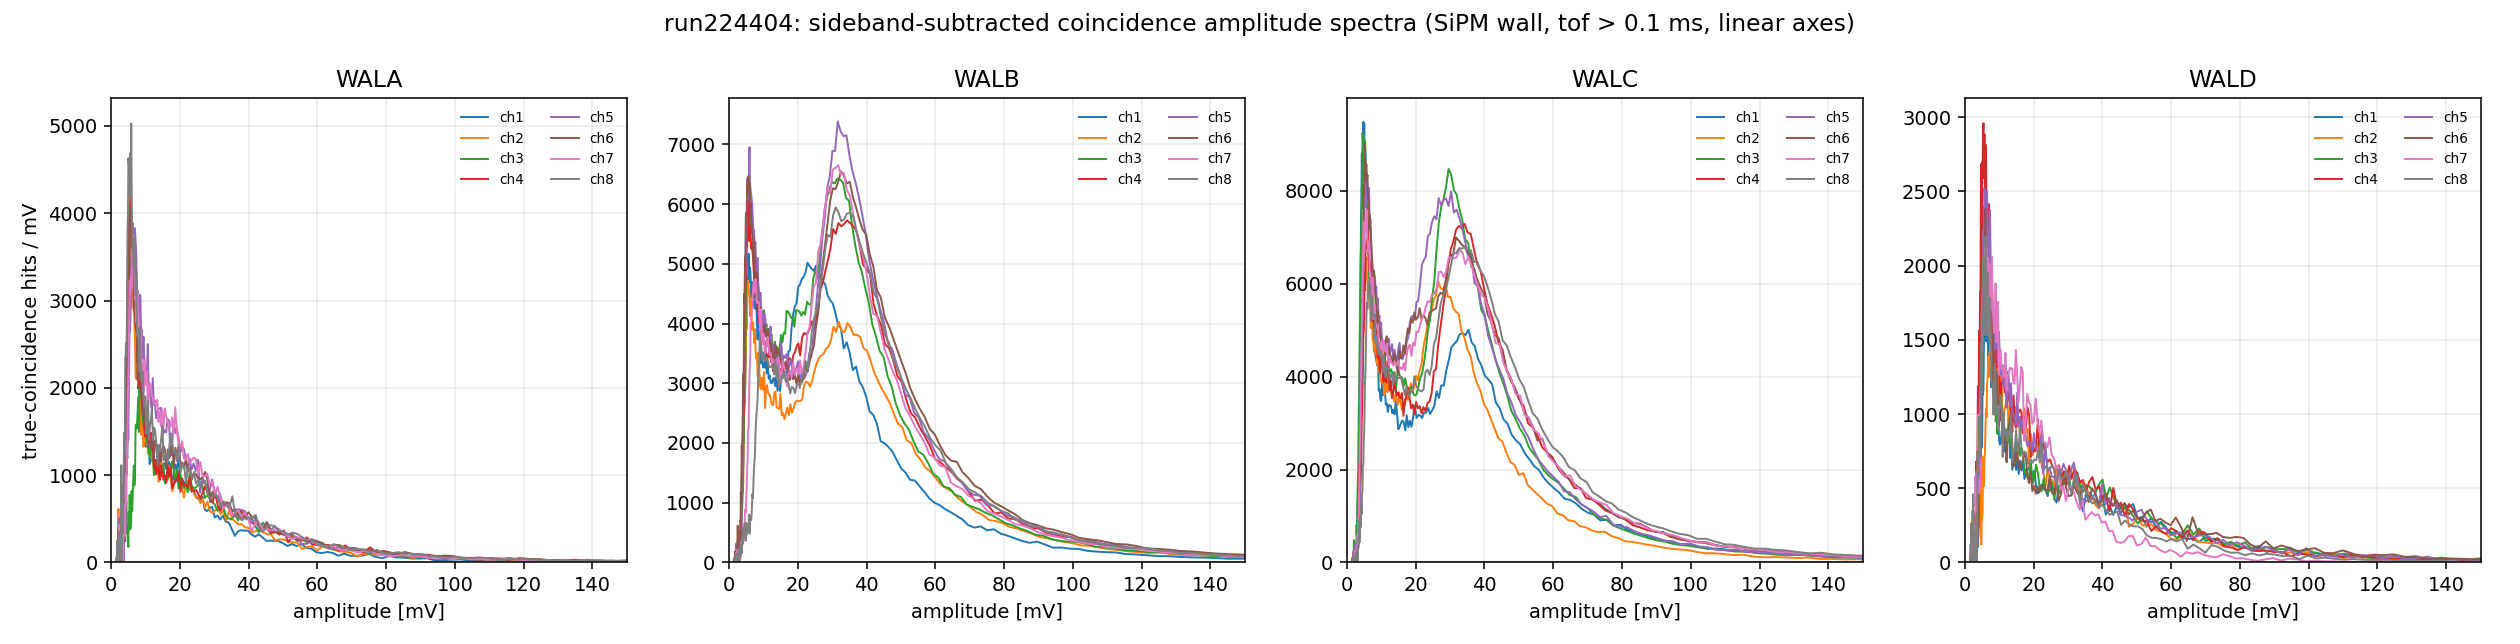 run224404: sideband-subtracted coincidence amplitude spectra (SiPM wall, tof > 0.1 ms, linear axes)
WALA
true-coincidence hits / mV
5000
4000
3000
2000
1000
0
0 20 40 60 80 100 120 140
amplitude [mV]
ch1 ch5
ch2 ch6
ch3 ch7
ch4 ch8
WALB
7000
6000
5000
4000
3000
2000
1000
0
0 20 40 60 80 100 120 140
amplitude [mV]
ch1 ch5
ch2 ch6
ch3 ch7
ch4 ch8
WALC
8000
6000
4000
2000
0
0 20 40 60 80 100 120 140
amplitude [mV]
ch1 ch5
ch2 ch6
ch3 ch7
ch4 ch8
WALD
3000
2500
2000
1500
1000
500
0
0 20 40 60 80 100 120 140
amplitude [mV]
ch1 ch5
ch2 ch6
ch3 ch7
ch4 ch8